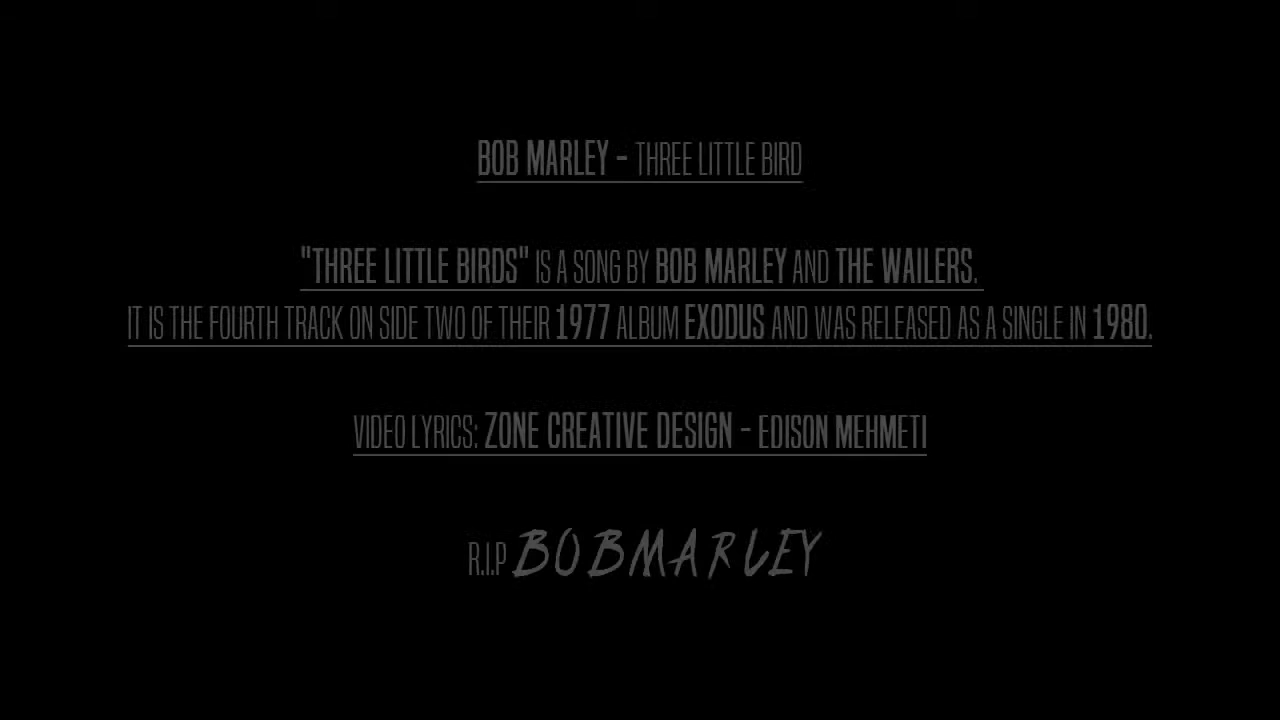 BOB MARLEY - THREE LITTLE BIRD
"THREE LITTLE BIRDS" IS A SONG BY BOB MARLEY AND THE WAILERS.
IT IS THE FOURTH TRACK ON SIDE TWO OF THEIR 1977 ALBUM EXODUS AND WAS RELEASED AS A SINGLE IN 1980.
VIDEO LYRICS: ZONE CREATIVE DESIGN - EDISON MEHMETI
R.I.P BOBMARLEY